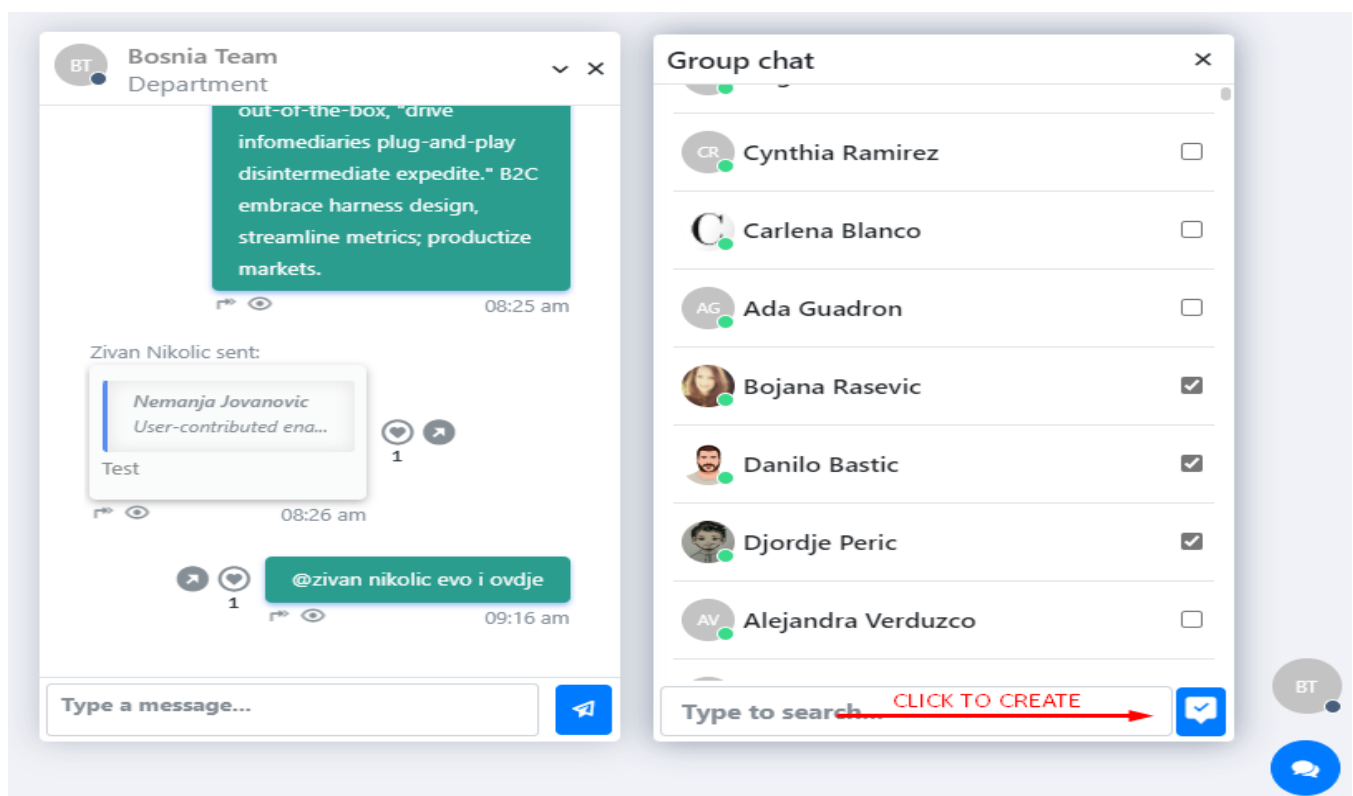 BT
Bosnia Team
Department
out-of-the-box, "drive
infomediaries plug-and-play
disintermediate expedite." B2C
embrace harness design,
streamline metrics; productize
markets.
08:25 am
Zivan Nikolic sent:
Nemanja Jovanovic
User-contributed ena...
Test
1
08:26 am
@zivan nikolic evo i ovdje
1
09:16 am
Type a message...
Group chat
CR
Cynthia Ramirez
C
Carlena Blanco
AG
Ada Guadron
Bojana Rasevic
Danilo Bastic
Djordje Peric
AV
Alejandra Verduzco
Type to search...
CLICK TO CREATE
BT